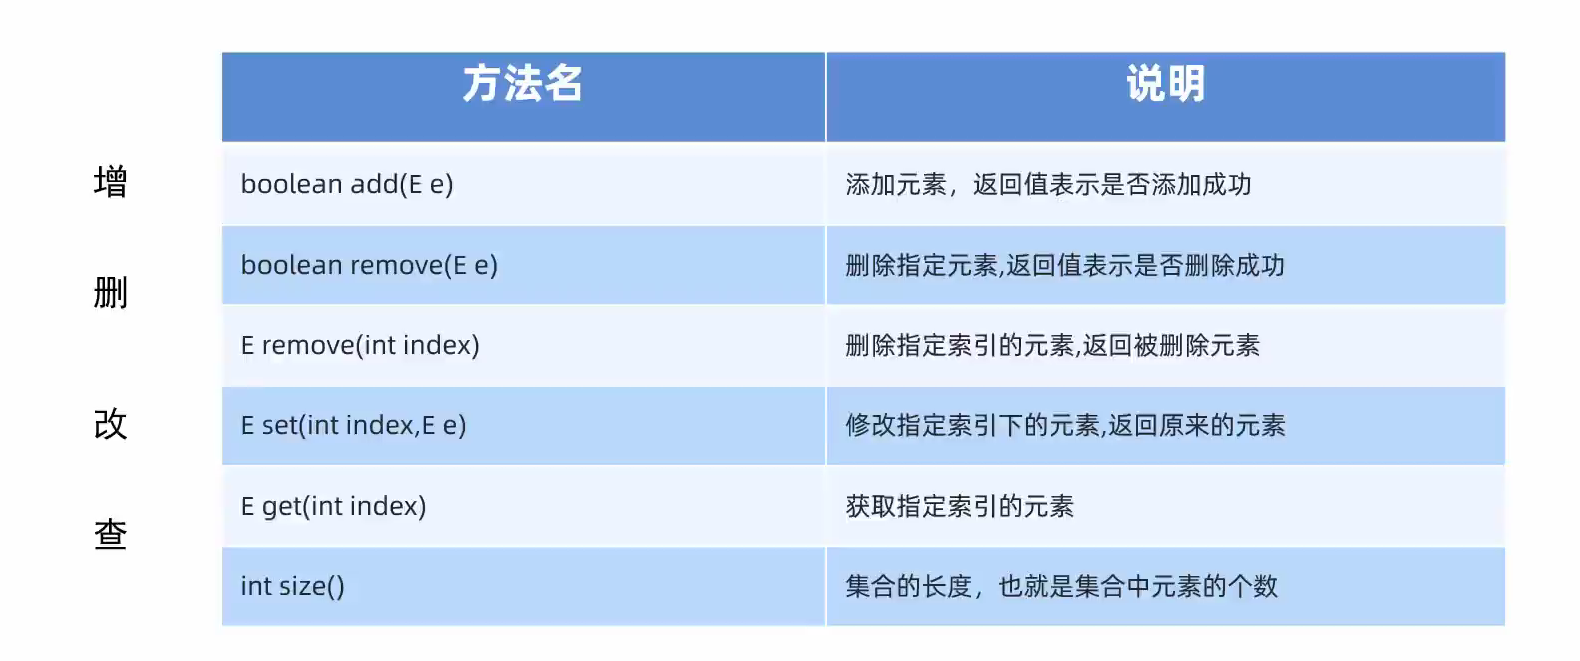 方法名 说明
增 boolean add(E e) 添加元素，返回值表示是否添加成功
boolean remove(E e) 删除指定元素,返回值表示是否删除成功
删
E remove(int index) 删除指定索引的元素,返回被删除元素
改 E set(int index,E e) 修改指定索引下的元素,返回原来的元素
E get(int index) 获取指定索引的元素
查
int size() 集合的长度，也就是集合中元素的个数